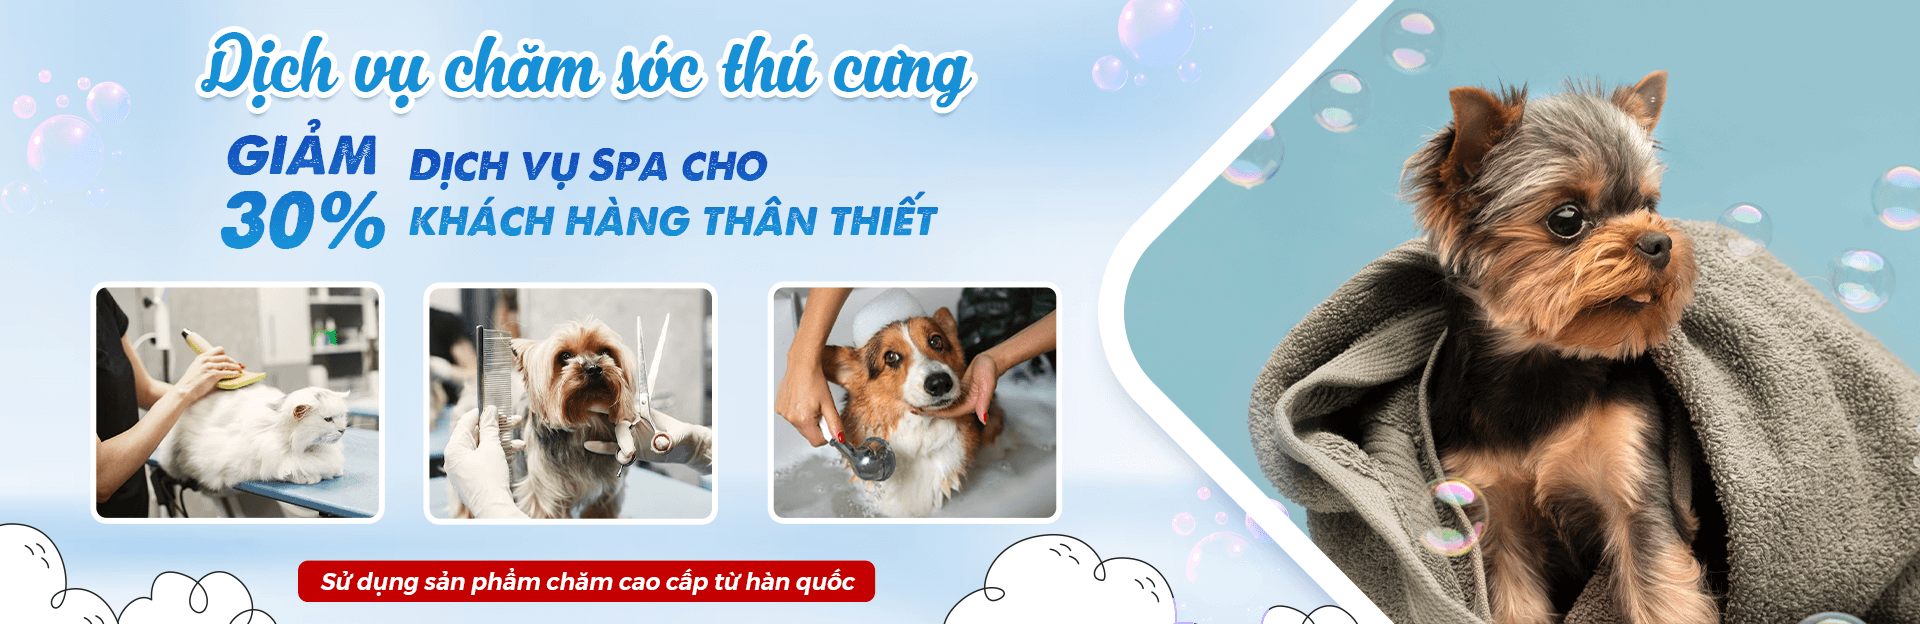 Dịch vụ chăm sóc thú cưng
GIẢM
30%
DỊCH VỤ SPA CHO
KHÁCH HÀNG THÂN THIẾT
Sử dụng sản phẩm chăm cao cấp từ hàn quốc